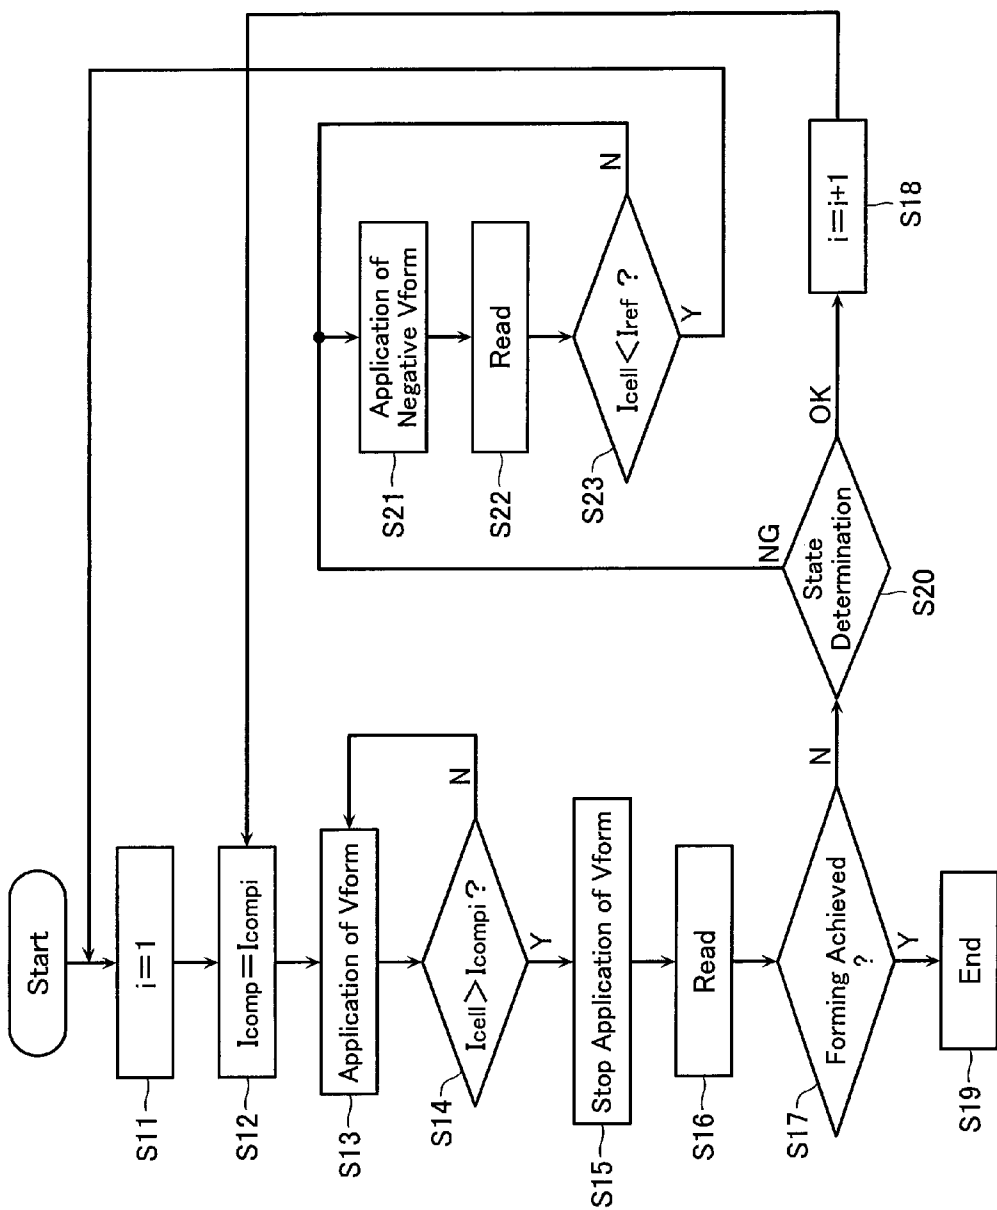 Start
i=1
S11
Icomp=Icompi
S12
Application of Vform
S13
Icell>Icompi?
S14
N
Y
Stop Application of Vform
S15
Read
S16
Forming Achieved
?
S17
N
Y
End
S19
State
Determination
S20
NG
OK
i=i+1
S18
Application of
Negative Vform
S21
Read
S22
Icell<Iref ?
S23
N
Y